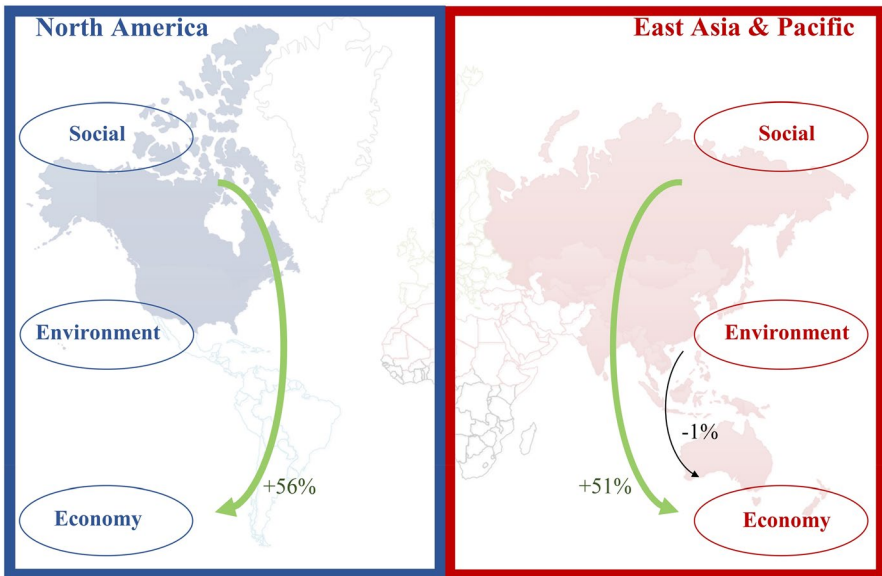 North America
Social
Environment
+56%
Economy
East Asia & Pacific
Social
Environment
-1%
+51%
Economy